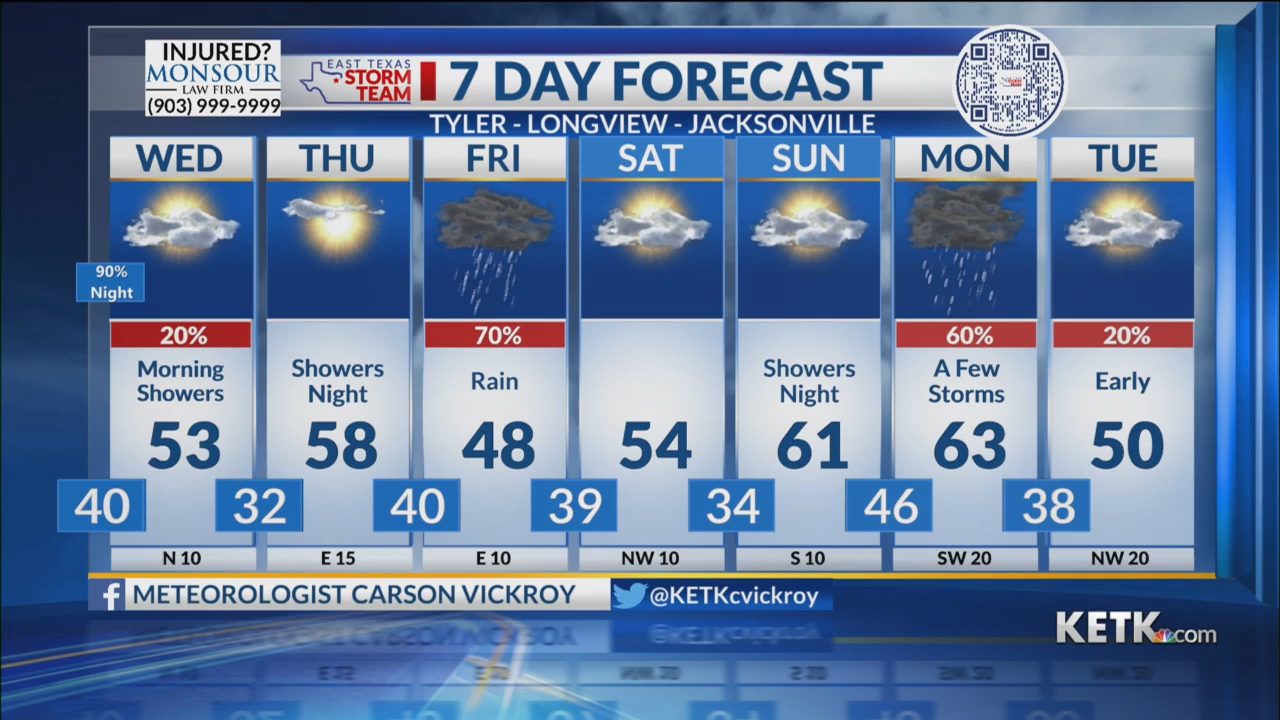 INJURED?
MONSOUR
LAW FIRM
(903) 999-9999
EAST TEXAS
STORM
TEAM
7 DAY FORECAST
TYLER - LONGVIEW - JACKSONVILLE
WED THU FRI SAT SUN MON TUE
90%
Night
20% 70% 60% 20%
Morning
Showers
Showers
Night
Rain
Showers
Night
A Few
Storms
Early
53 58 48 54 61 63 50
40 32 40 39 34 46 38
N 10 E 15 E 10 NW 10 S 10 SW 20 NW 20
f METEOROLOGIST CARSON VICKROY @KETKcvickroy
KETK.com